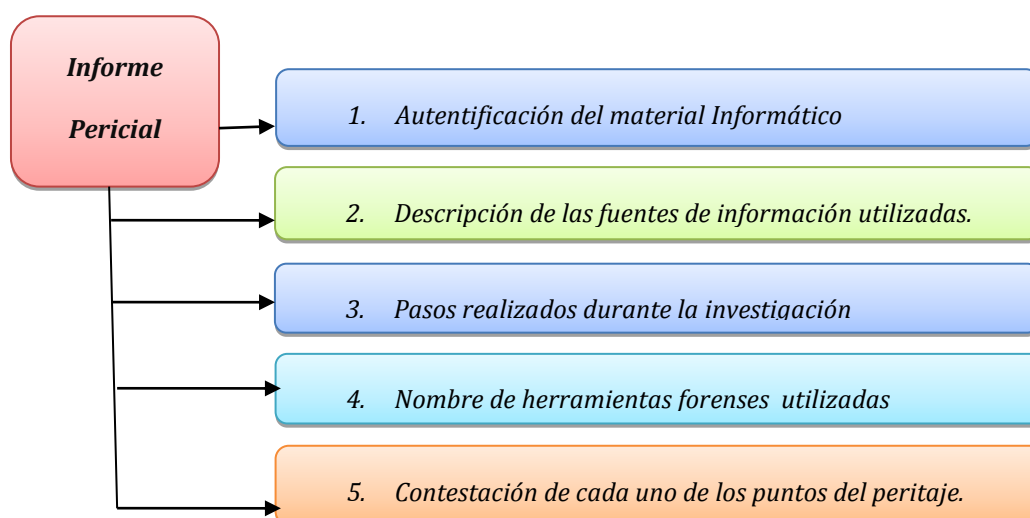 Informe
Pericial
1. Autentificación del material Informático
2. Descripción de las fuentes de información utilizadas.
3. Pasos realizados durante la investigación
4. Nombre de herramientas forenses utilizadas
5. Contestación de cada uno de los puntos del peritaje.